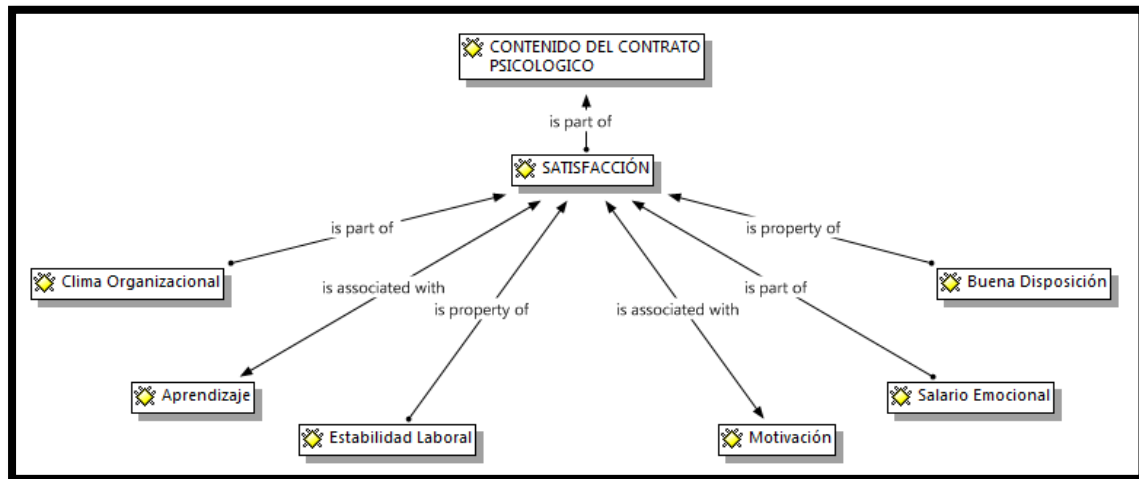 CONTENIDO DEL CONTRATO
PSICOLOGICO
is part of
SATISFACCIÓN
is part of
is property of
Clima Organizacional
Buena Disposición
is associated with
is part of
is property of
is associated with
Aprendizaje
Salario Emocional
Estabilidad Laboral
Motivación